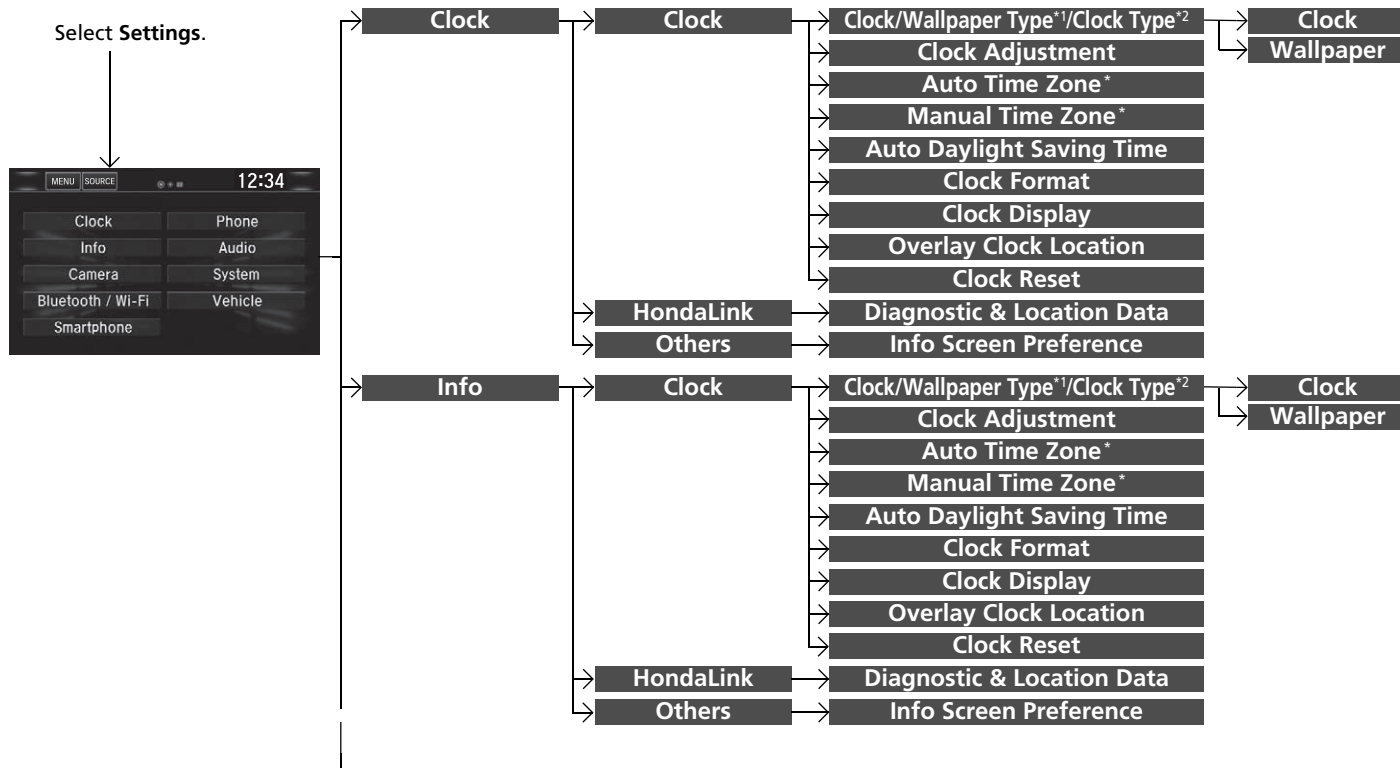 Select Settings.
MENU SOURCE 12:34
Clock Phone
Info Audio
Camera System
Bluetooth / Wi-Fi Vehicle
Smartphone
Clock
Clock
Clock/Wallpaper Type*1/Clock Type*2
Clock
Wallpaper
Clock Adjustment
Auto Time Zone*
Manual Time Zone*
Auto Daylight Saving Time
Clock Format
Clock Display
Overlay Clock Location
Clock Reset
HondaLink
Diagnostic & Location Data
Others
Info Screen Preference
Info
Clock
Clock/Wallpaper Type*1/Clock Type*2
Clock
Wallpaper
Clock Adjustment
Auto Time Zone*
Manual Time Zone*
Auto Daylight Saving Time
Clock Format
Clock Display
Overlay Clock Location
Clock Reset
HondaLink
Diagnostic & Location Data
Others
Info Screen Preference